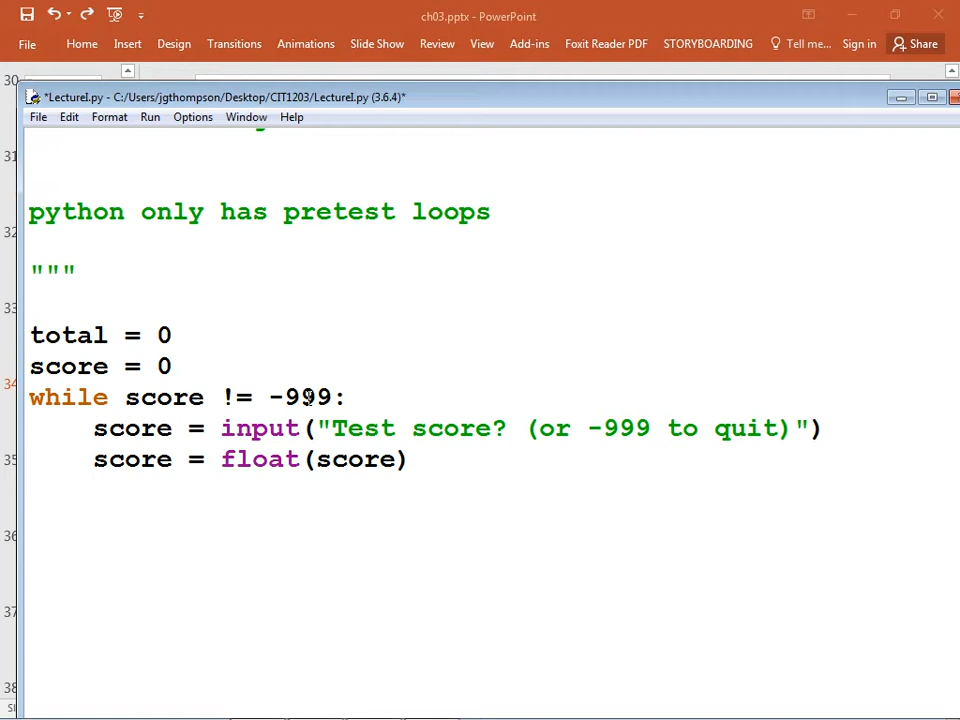 ch03.pptx - PowerPoint
File Home Insert Design Transitions Animations Slide Show Review View Add-ins Foxit Reader PDF STORYBOARDING Tell me... Sign in Share
30
*LectureI.py - C:/Users/jgthompson/Desktop/CIT1203/LectureI.py (3.6.4)*
File Edit Format Run Options Window Help
31
python only has pretest loops
32
"""
33
total = 0
score = 0
34
while score != -999:
score = input("Test score? (or -999 to quit)")
35
score = float(score)
36
37
38